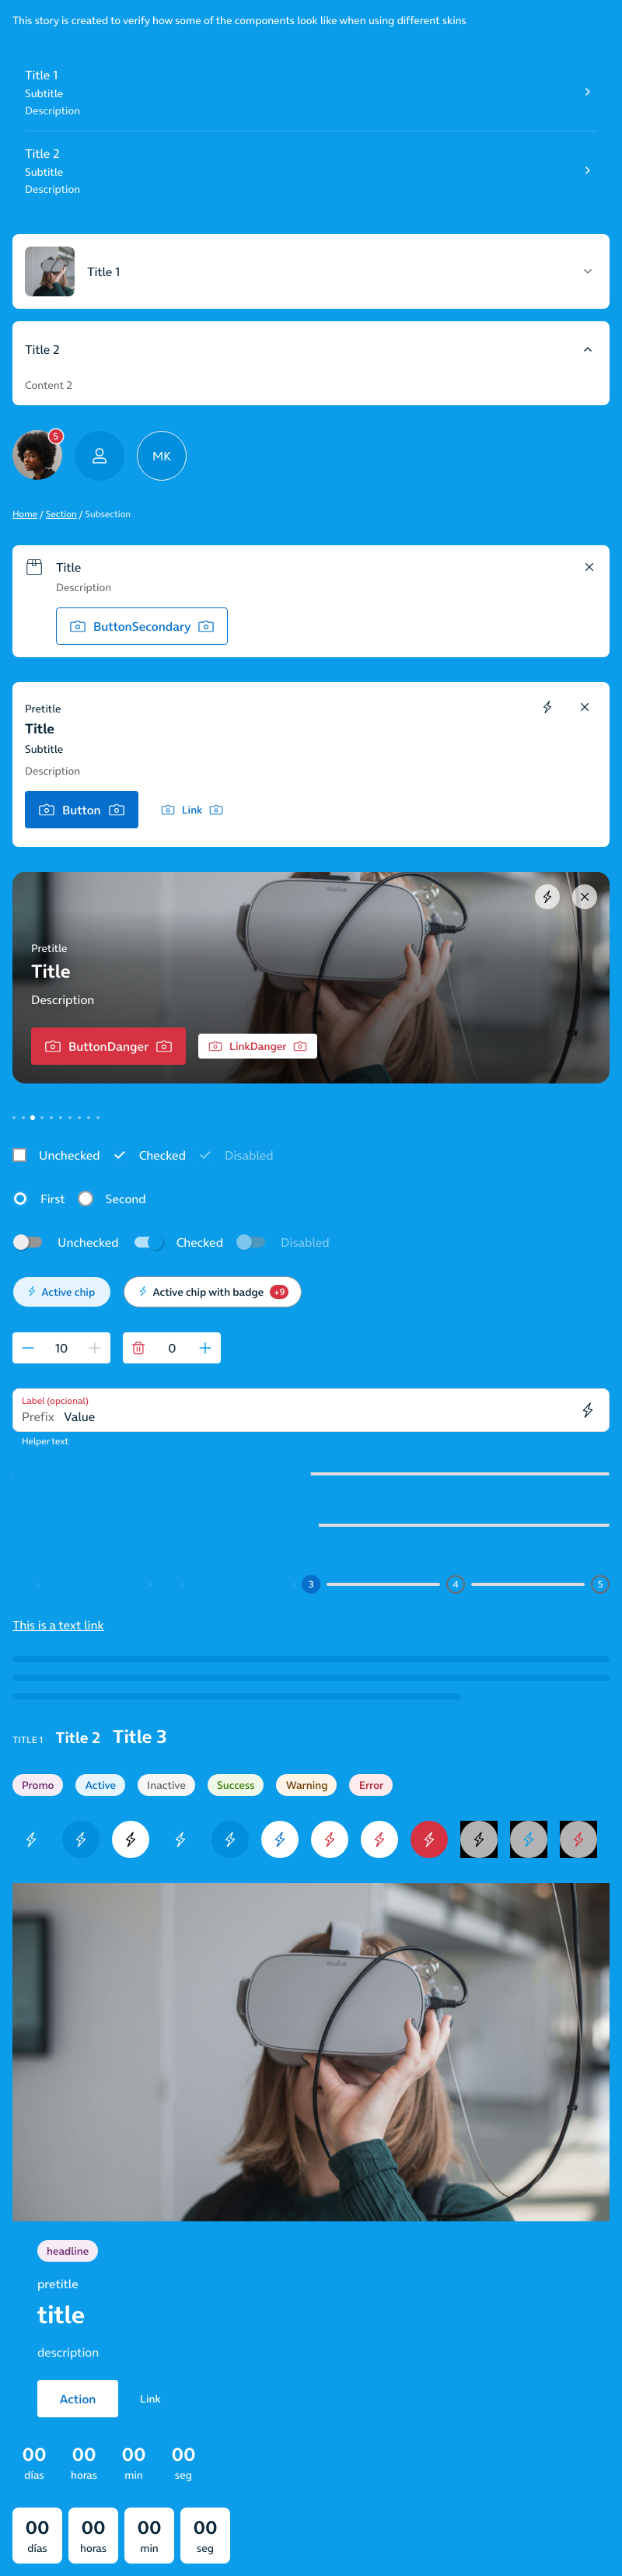 This story is created to verify how some of the components look like when using different skins
Title 1
Subtitle
Description
Title 2
Subtitle
Description
Title 1
Title 2
Content 2
5
MK
Home / Section / Subsection
Title
Description
ButtonSecondary
Pretitle
Title
Subtitle
Description
Button Link
oculus
Pretitle
Title
Description
ButtonDanger LinkDanger
Unchecked Checked Disabled
First Second
Unchecked Checked Disabled
Active chip Active chip with badge +9
10 0
Label (opcional)
Prefix Value
Helper text
3 4 5
This is a text link
TITLE 1 Title 2 Title 3
Promo Active Inactive Success Warning Error
oculus
headline
pretitle
title
description
Action Link
00 00 00 00
días horas min seg
00 00 00 00
días horas min seg